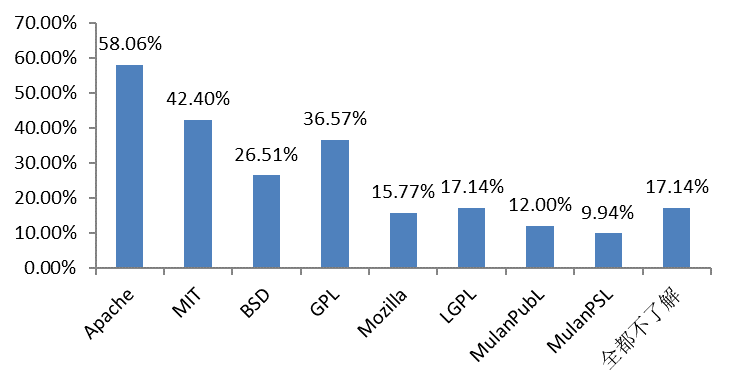 70.00%
60.00%
50.00%
40.00%
30.00%
20.00%
10.00%
0.00%
58.06%
42.40%
26.51%
36.57%
15.77%
17.14%
12.00%
9.94%
17.14%
Apache
MIT
BSD
GPL
Mozilla
LGPL
MulanPubL
MulanPSL
全都不了解